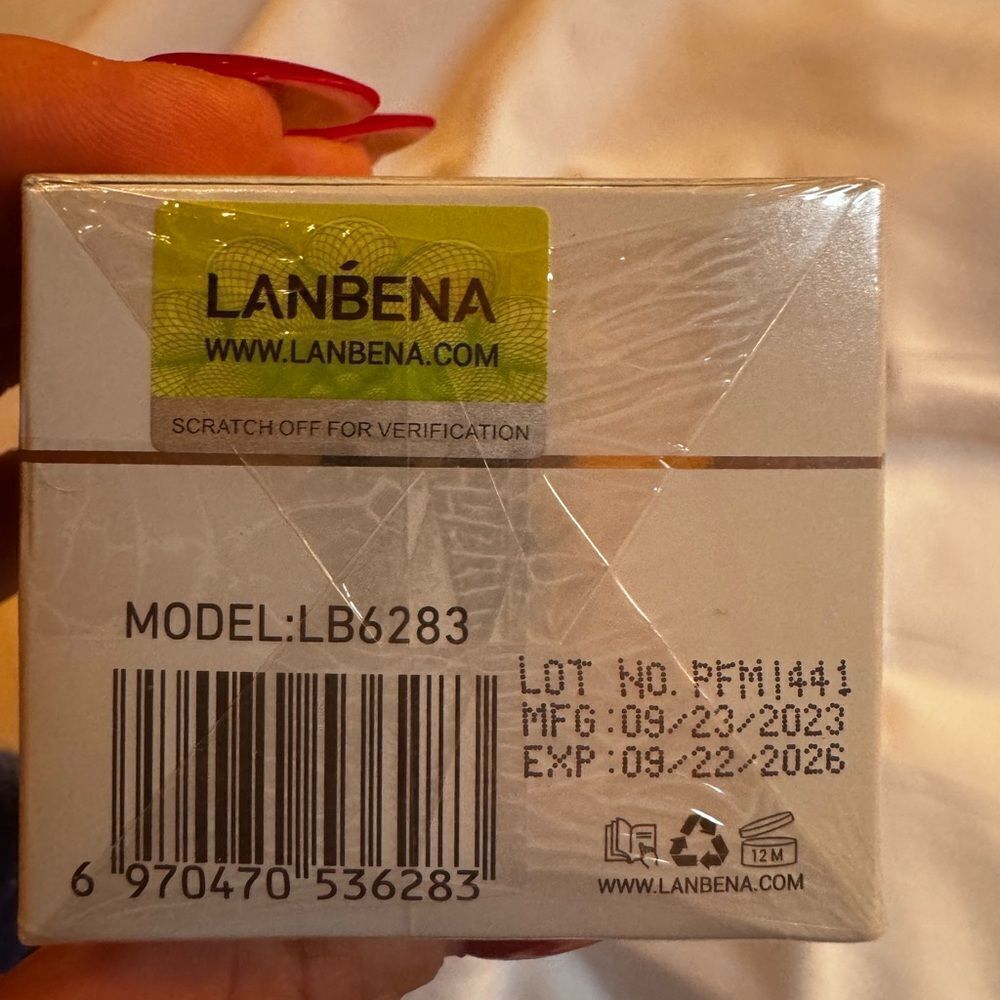 LANBENA
WWW.LANBENA.COM
SCRATCH OFF FOR VERIFICATION
MODEL:LB6283
LOT NO. PFM1441
MFG:09/23/2023
EXP:09/22/2026
12M
WWW.LANBENA.COM
6 970470 536283